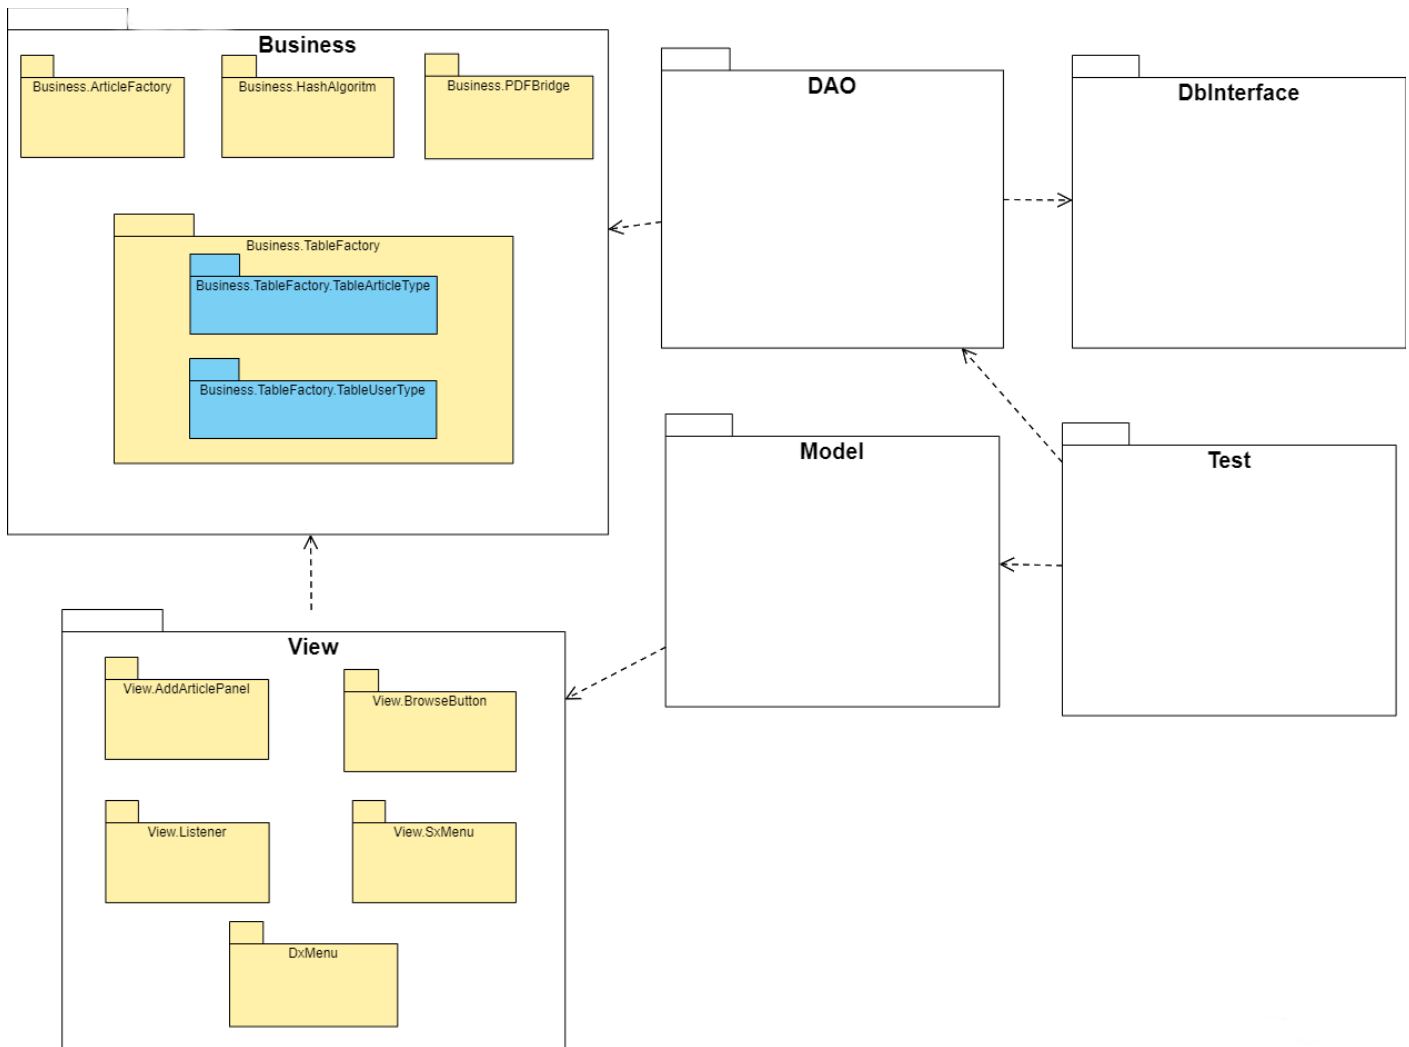 Business
Business.ArticleFactory
Business.HashAlgoritm
Business.PDFBridge
Business.TableFactory
Business.TableFactory.TableArticleType
Business.TableFactory.TableUserType
DAO
DbInterface
Model
Test
View
View.AddArticlePanel
View.BrowseButton
View.Listener
View.SxMenu
DxMenu